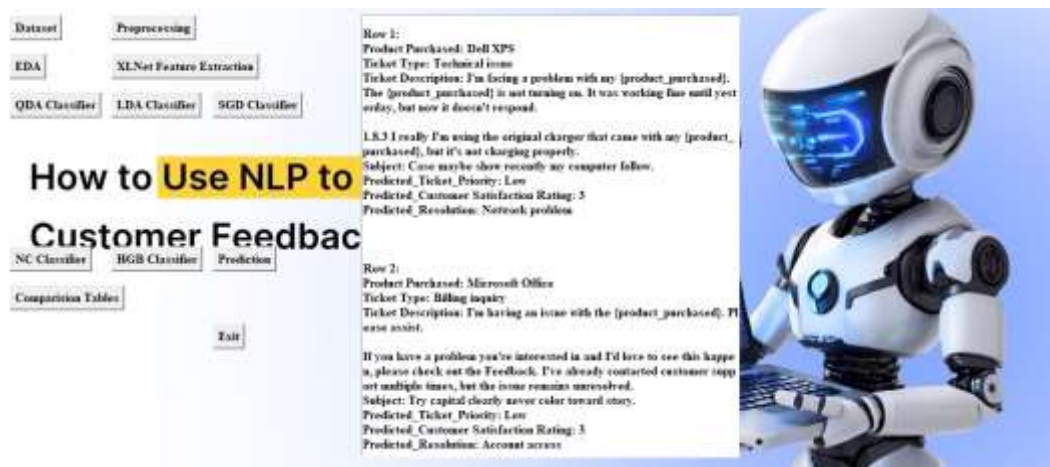 Dataset
Preprocessing
EDA
XLNet Feature Extraction
QDA Classifier
LDA Classifier
SGD Classifier
How to Use NLP to
Customer Feedbac
NC Classifier
HGB Classifier
Prediction
Comparision Tables
Exit
Row 1:
Product Purchased: Dell XPS
Ticket Type: Technical issue
Ticket Description: I'm facing a problem with my {product_purchased}.
The {product_purchased} is not turning on. It was working fine until yest
erday, but now it doesn't respond.
1.8.3 I really I'm using the original charger that came with my {product_
purchased}, but it's not charging properly.
Subject: Case maybe show recently my computer follow.
Predicted_Ticket_Priority: Low
Predicted_Customer Satisfaction Rating: 3
Predicted_Resolution: Network problem
Row 2:
Product Purchased: Microsoft Office
Ticket Type: Billing inquiry
Ticket Description: I'm having an issue with the {product_purchased}. Pl
ease assist.
If you have a problem you're interested in and I'd love to see this happe
n, please check out the Feedback. I've already contacted customer supp
ort multiple times, but the issue remains unresolved.
Subject: Try capital clearly never color toward story.
Predicted_Ticket_Priority: Low
Predicted_Customer Satisfaction Rating: 3
Predicted_Resolution: Account access